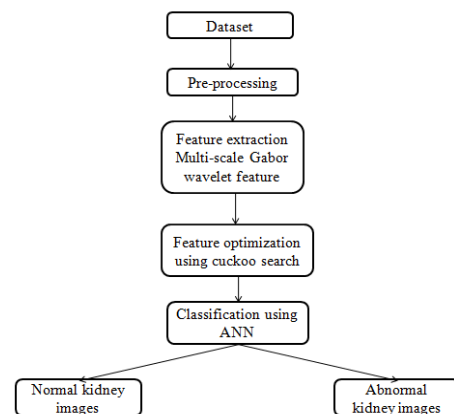 Dataset
Pre-processing
Feature extraction
Multi-scale Gabor
wavelet feature
Feature optimization
using cuckoo search
Classification using
ANN
Normal kidney
images
Abnormal
kidney images